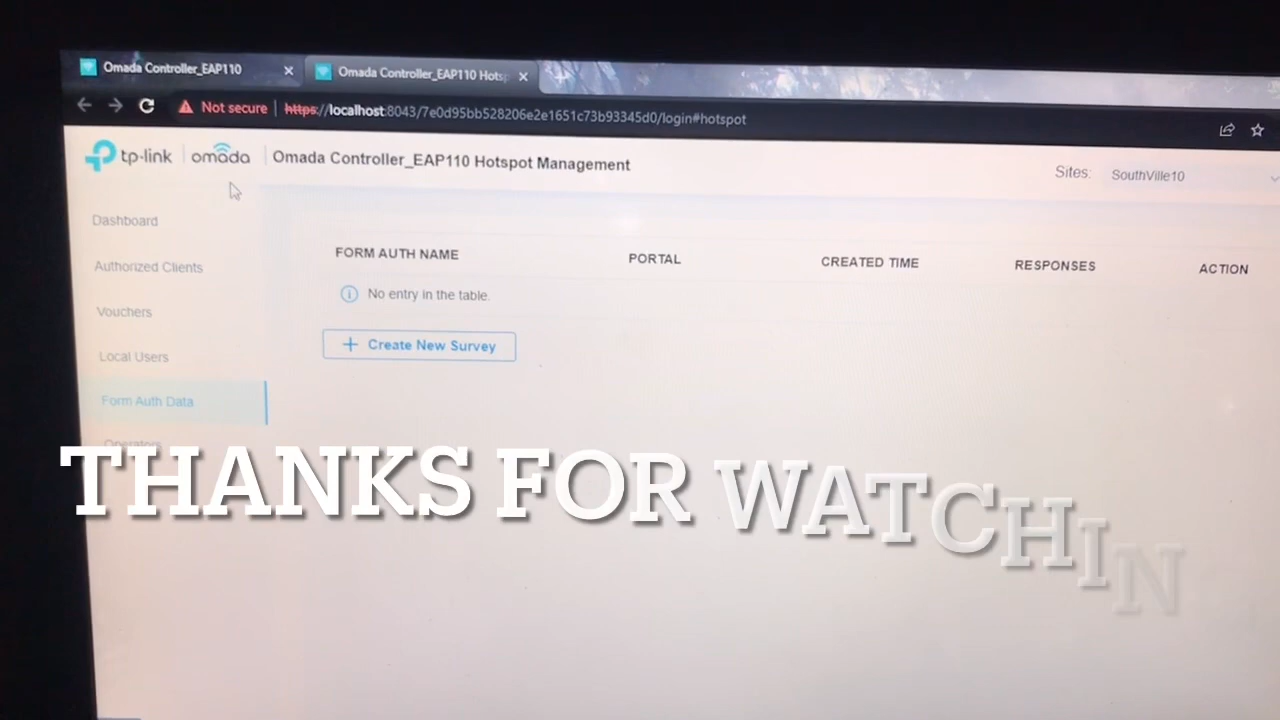 Omada Controller_EAP110
Omada Controller_EAP110 Hots
Not secure | https://localhost:8043/7e0d95bb528206e2e1651c73b93345d0/login#hotspot
tp-link | omada | Omada Controller_EAP110 Hotspot Management
Sites: SouthVille10
Dashboard
Authorized Clients
Vouchers
Local Users
Form Auth Data
Operators
FORM AUTH NAME PORTAL CREATED TIME RESPONSES ACTION
No entry in the table.
+ Create New Survey
THANKS FOR WATCHIN